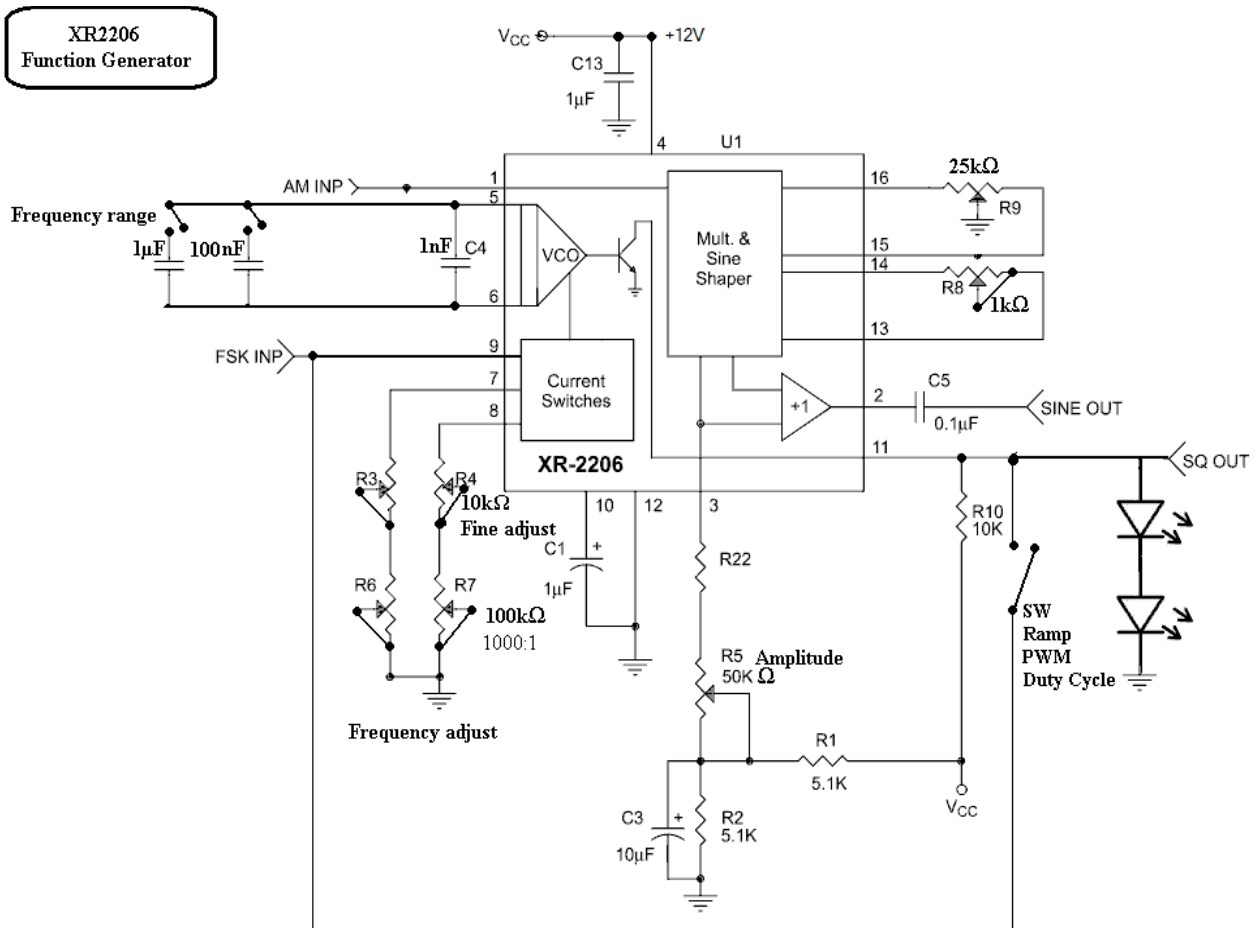 XR2206
Function Generator
VCC
+12V
C13
1µF
4
U1
AM INP
1
16
25kΩ
R9
5
Frequency range
1µF
100nF
1nF
C4
VCO
Mult. &
Sine
Shaper
15
14
R8
1kΩ
6
13
FSK INP
9
7
8
Current
Switches
+1
2
C5
0.1µF
SINE OUT
XR-2206
11
SQ OUT
R3
R4
10kΩ
Fine adjust
10
12
3
R10
10K
C1
+
1µF
R22
R6
R7
100kΩ
1000:1
SW
Ramp
PWM
Duty Cycle
R5
50K
Amplitude
Ω
Frequency adjust
R1
5.1K
VCC
C3
+
10µF
R2
5.1K